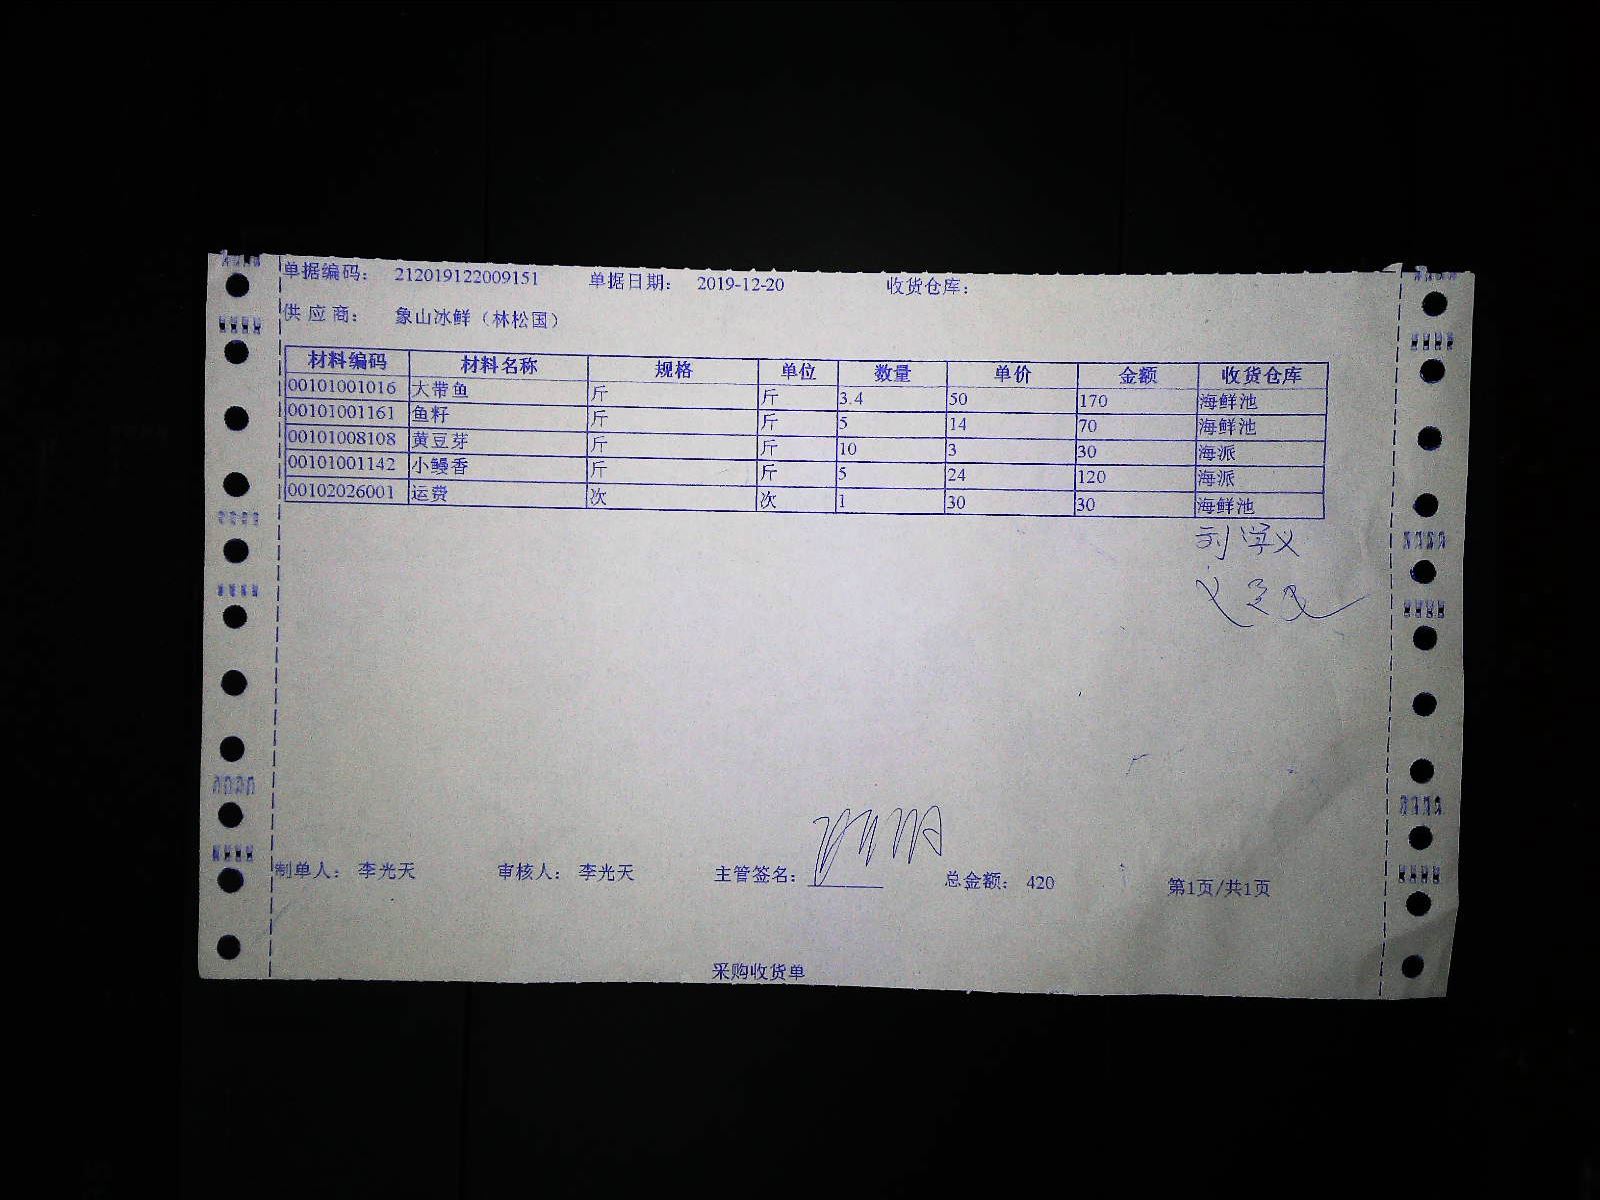 单据编码： 212019122009151 单据日期： 2019-12-20 收货仓库：
供应商： 象山冰鲜（林松国）
材料编码 材料名称 规格 单位 数量 单价 金额 收货仓库
00101001016 大带鱼 斤 斤 3.4 50 170 海鲜池
00101001161 鱼籽 斤 斤 5 14 70 海鲜池
00101008108 黄豆芽 斤 斤 10 3 30 海派
00101001142 小鳗香 斤 斤 5 24 120 海派
00102026001 运费 次 次 1 30 30 海鲜池
制单人： 李光天 审核人： 李光天 主管签名： 总金额： 420 第1页/共1页
采购收货单